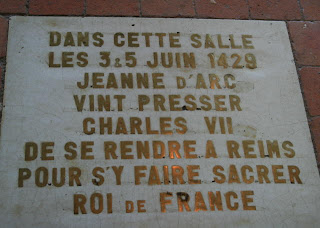 DANS CETTE SALLE
LES 3 & 5 JUIN 1429
JEANNE D'ARC
VINT PRESSER
CHARLES VII
DE SE RENDRE A REIMS
POUR S'Y FAIRE SACRER
ROI DE FRANCE